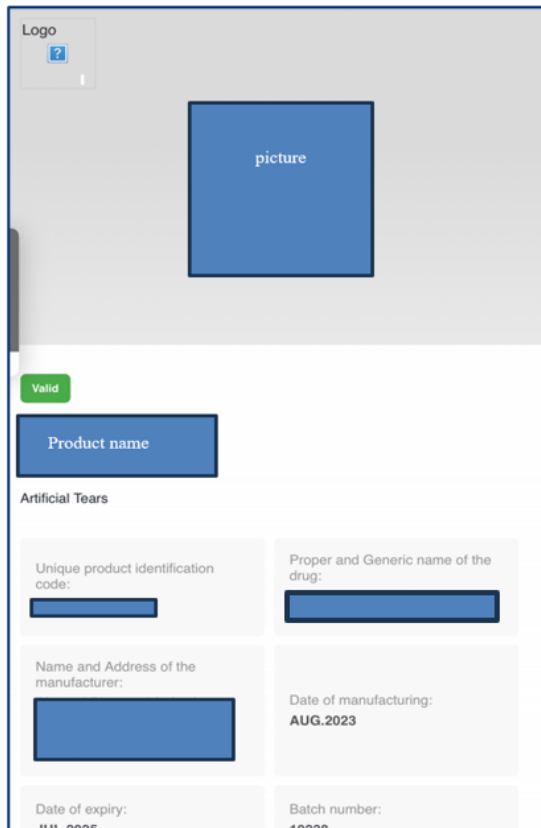 Logo
?
picture
Valid
Product name
Artificial Tears
Unique product identification
code:
Proper and Generic name of the
drug:
Name and Address of the
manufacturer:
Date of manufacturing:
AUG.2023
Date of expiry:
Batch number: